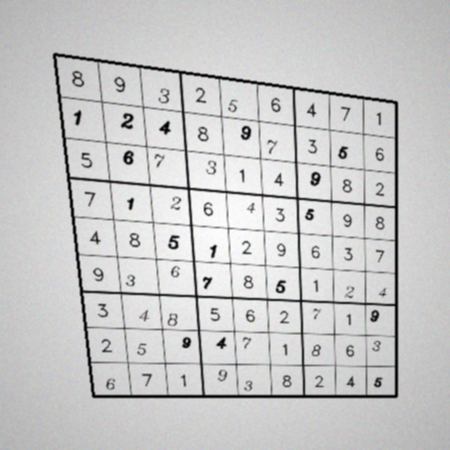 8 9 3 2 5 6 4 7 1
1 2 4 8 9 7 3 5 6
5 6 7 3 1 4 9 8 2
7 1 2 6 4 3 5 9 8
4 8 5 1 2 9 6 3 7
9 3 6 7 8 5 1 2 4
3 4 8 5 6 2 7 1 9
2 5 9 4 7 1 8 6 3
6 7 1 9 3 8 2 4 5